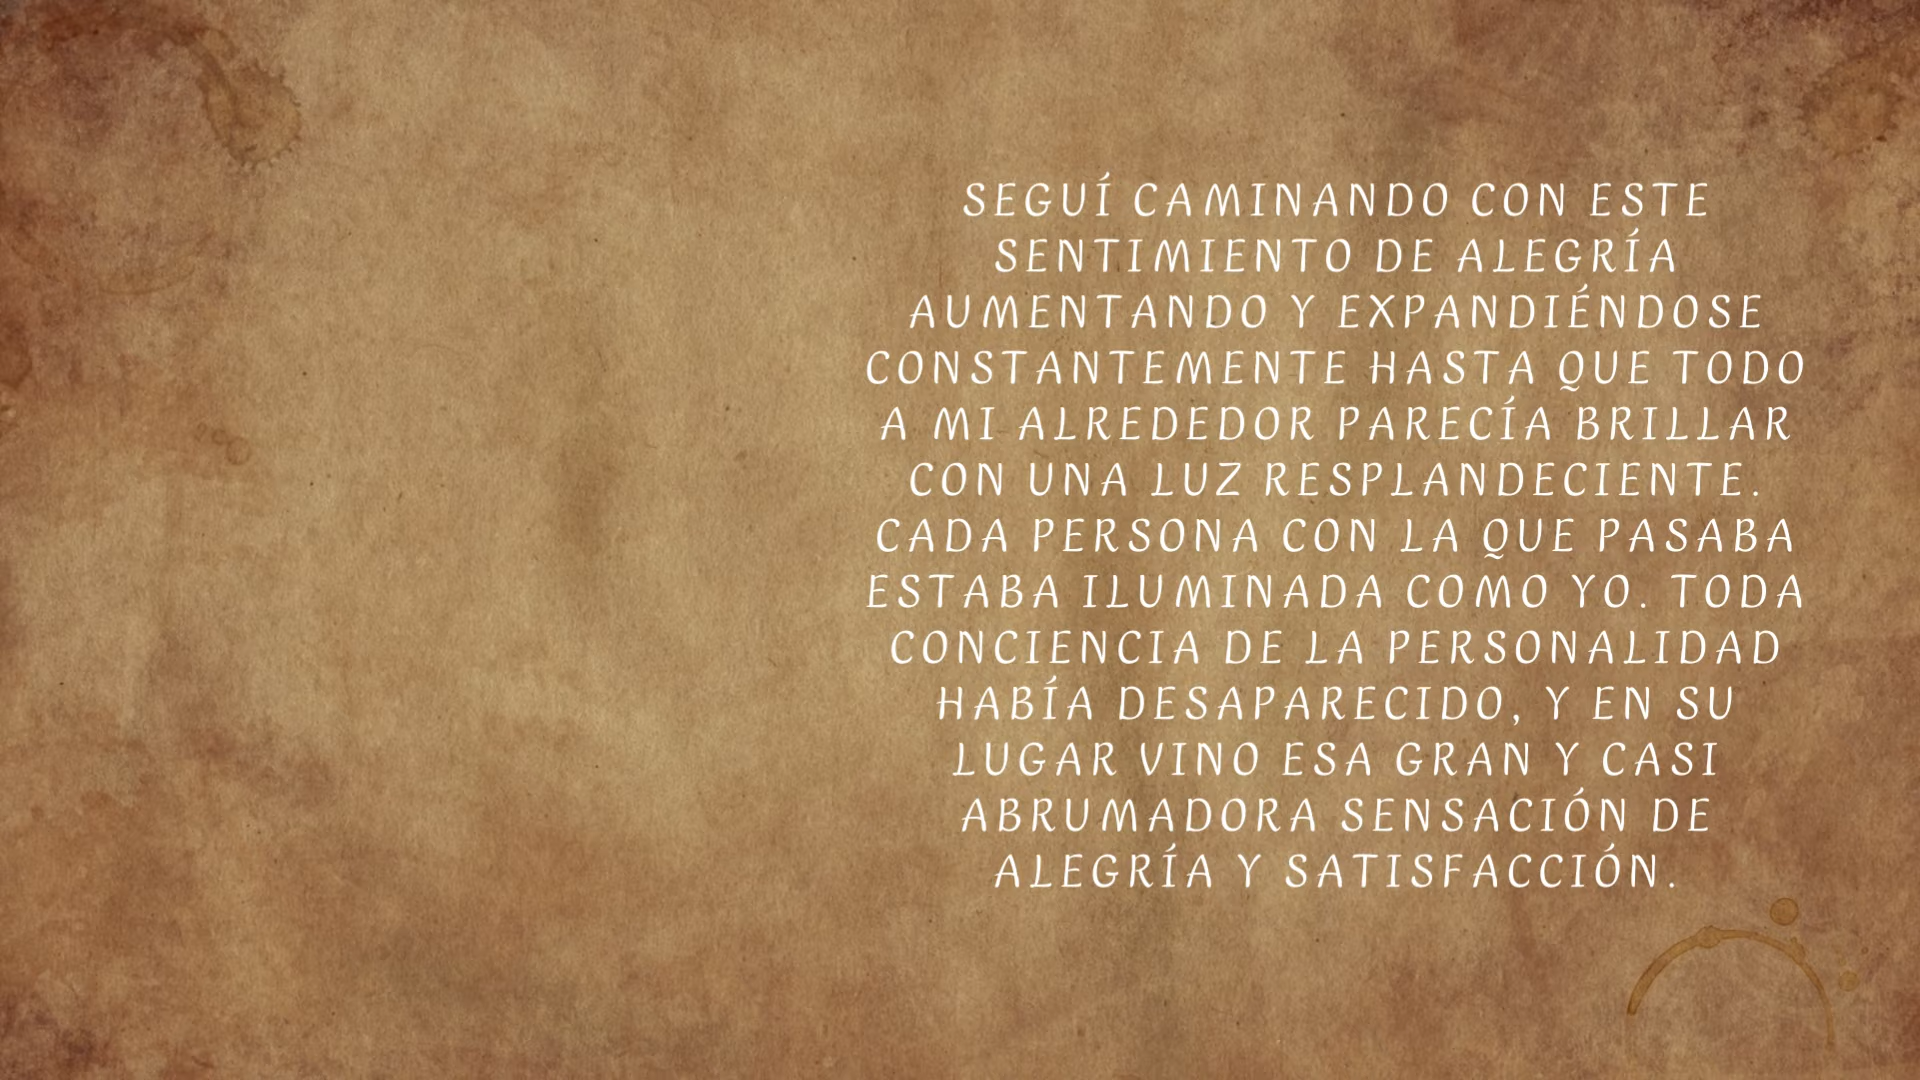 SEGUÍ CAMINANDO CON ESTE
SENTIMIENTO DE ALEGRÍA
AUMENTANDO Y EXPANDIÉNDOSE
CONSTANTEMENTE HASTA QUE TODO
A MI ALREDEDOR PARECÍA BRILLAR
CON UNA LUZ RESPLANDECIENTE.
CADA PERSONA CON LA QUE PASABA
ESTABA ILUMINADA COMO YO. TODA
CONCIENCIA DE LA PERSONALIDAD
HABÍA DESAPARECIDO, Y EN SU
LUGAR VINO ESA GRAN Y CASI
ABRUMADORA SENSACIÓN DE
ALEGRÍA Y SATISFACCIÓN.